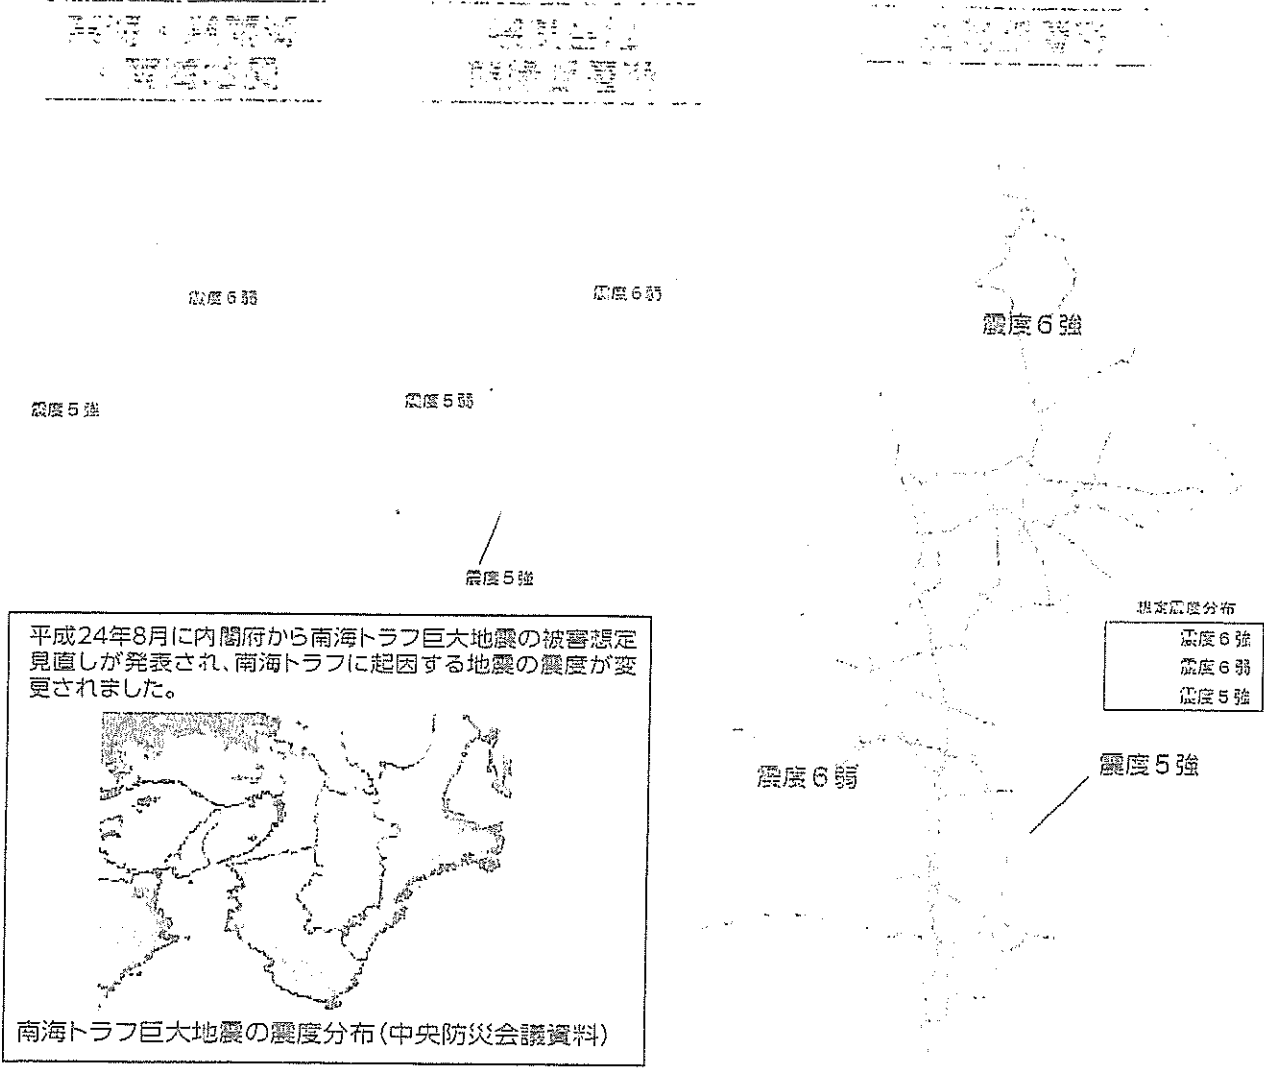 震度6弱
震度5強
震度6弱
震度5弱
震度5強
震度6強
想定震度分布
震度6強
震度6弱
震度5強
震度6弱
震度5強
平成24年8月に内閣府から南海トラフ巨大地震の被害想定
見直しが発表され、南海トラフに起因する地震の震度が変
更されました。
南海トラフ巨大地震の震度分布(中央防災会議資料)